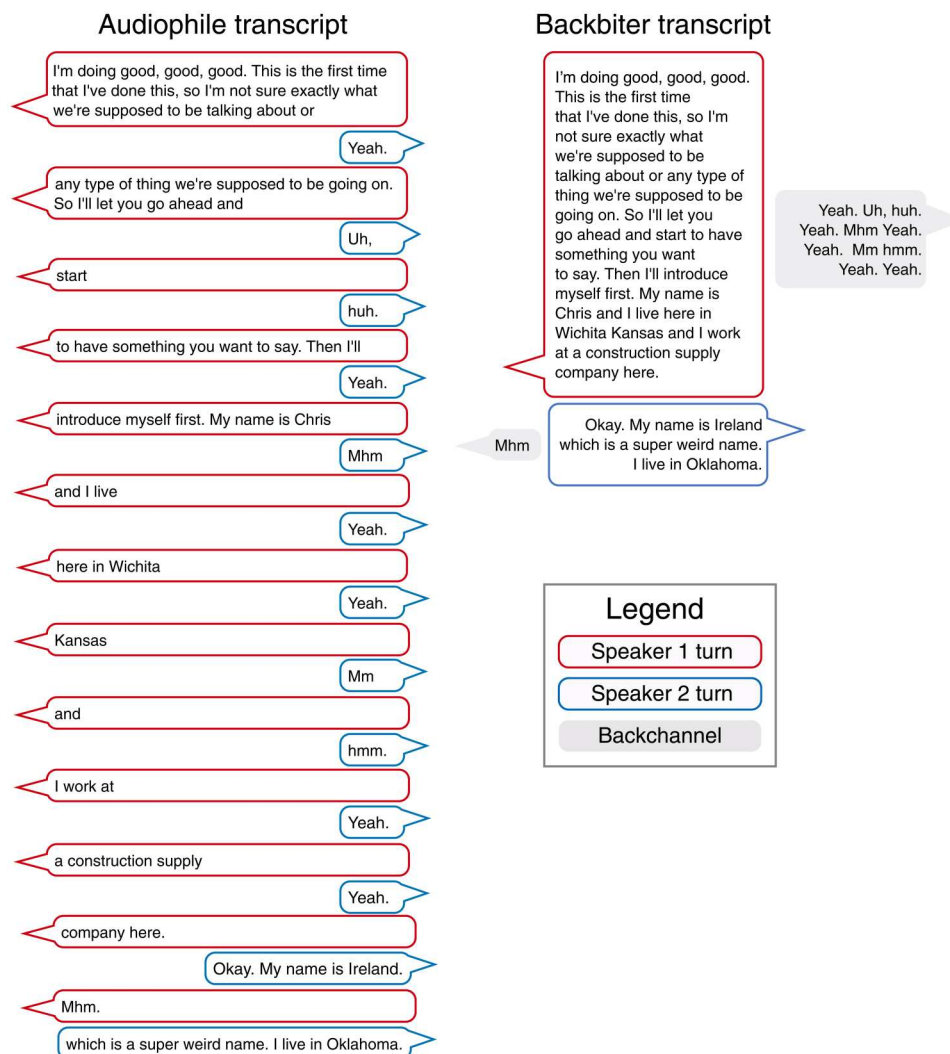 Audiophile transcript
I'm doing good, good, good. This is the first time
that I've done this, so I'm not sure exactly what
we're supposed to be talking about or
Yeah.
any type of thing we're supposed to be going on.
So I'll let you go ahead and
Uh,
start
huh.
to have something you want to say. Then I'll
Yeah.
introduce myself first. My name is Chris
Mhm
and I live
Yeah.
here in Wichita
Yeah.
Kansas
Mm
and
hmm.
I work at
Yeah.
a construction supply
Yeah.
company here.
Okay. My name is Ireland.
Mhm.
which is a super weird name. I live in Oklahoma.
Backbiter transcript
I'm doing good, good, good.
This is the first time
that I've done this, so I'm
not sure exactly what
we're supposed to be
talking about or any type of
thing we're supposed to be
going on. So I'll let you
go ahead and start to have
something you want
to say. Then I'll introduce
myself first. My name is
Chris and I live here in
Wichita Kansas and I work
at a construction supply
company here.
Yeah. Uh, huh.
Yeah. Mhm Yeah.
Yeah. Mm hmm.
Yeah. Yeah.
Mhm
Okay. My name is Ireland
which is a super weird name.
I live in Oklahoma.
Legend
Speaker 1 turn
Speaker 2 turn
Backchannel